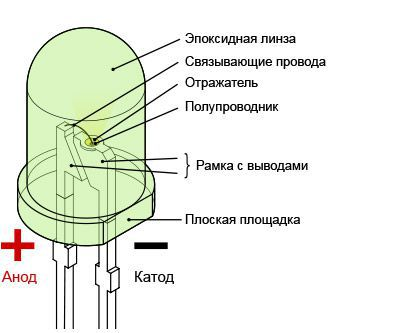 Эпоксидная линза
Связывающие провода
Отражатель
Полупроводник
Рамка с выводами
Плоская площадка
+ −
Анод Катод